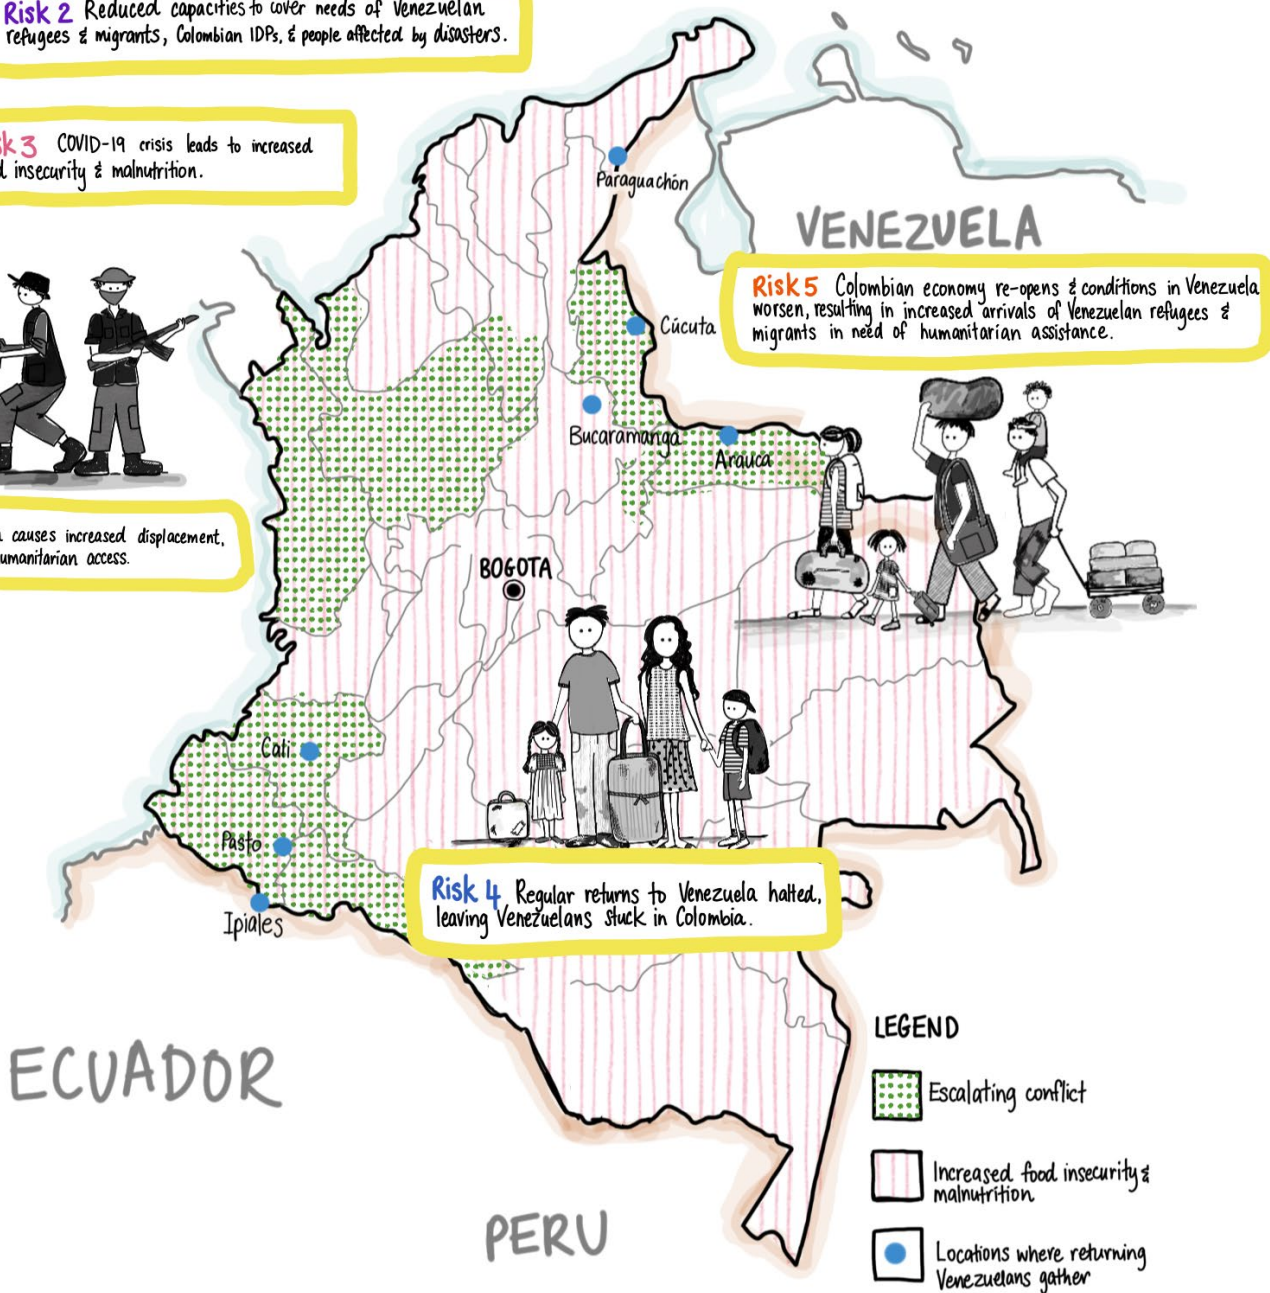 Risk 2 Reduced capacities to cover needs of Venezuelan
refugees & migrants, Colombian IDPs, & people affected by disasters.
sk 3 COVID-19 crisis leads to increased
d insecurity & malnutrition.
Paraguachón
VENEZUELA
Risk 5 Colombian economy re-opens & conditions in Venezuela
worsen, resulting in increased arrivals of Venezuelan refugees &
migrants in need of humanitarian assistance.
Cúcuta
Bucaramanga
Arauca
causes increased displacement,
umanitarian access.
BOGOTA
Cali
Pasto
Ipiales
Risk 4 Regular returns to Venezuela halted,
leaving Venezuelans stuck in Colombia.
ECUADOR
PERU
LEGEND
Escalating conflict
Increased food insecurity &
malnutrition
Locations where returning
Venezuelans gather